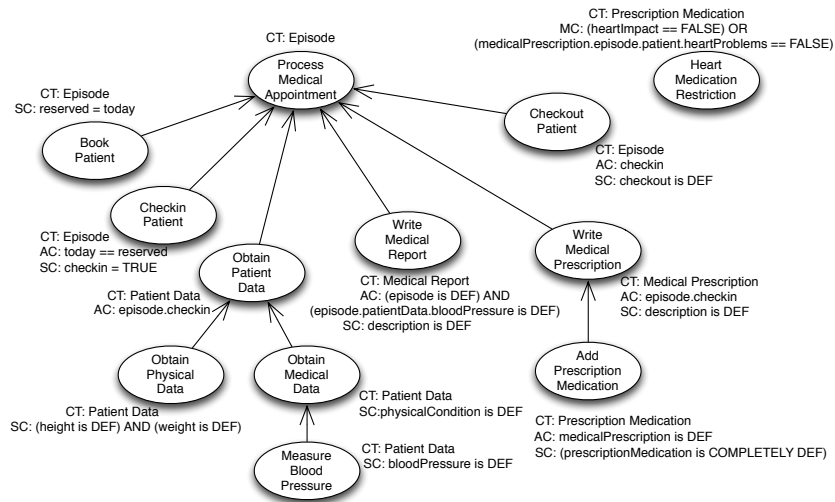 CT: Episode
Process
Medical
Appointment
CT: Prescription Medication
MC: (heartImpact == FALSE) OR
(medicalPrescription.episode.patient.heartProblems == FALSE)
Heart
Medication
Restriction
CT: Episode
SC: reserved = today
Book
Patient
Checkout
Patient
CT: Episode
AC: checkin
SC: checkout is DEF
Checkin
Patient
CT: Episode
AC: today == reserved
SC: checkin = TRUE
Obtain
Patient
Data
CT: Patient Data
AC: episode.checkin
Write
Medical
Report
CT: Medical Report
AC: (episode is DEF) AND
(episode.patientData.bloodPressure is DEF)
SC: description is DEF
Write
Medical
Prescription
CT: Medical Prescription
AC: episode.checkin
SC: description is DEF
Obtain
Physical
Data
CT: Patient Data
SC: (height is DEF) AND (weight is DEF)
Obtain
Medical
Data
CT: Patient Data
SC:physicalCondition is DEF
Add
Prescription
Medication
CT: Prescription Medication
AC: medicalPrescription is DEF
SC: (prescriptionMedication is COMPLETELY DEF)
Measure
Blood
Pressure
CT: Patient Data
SC: bloodPressure is DEF